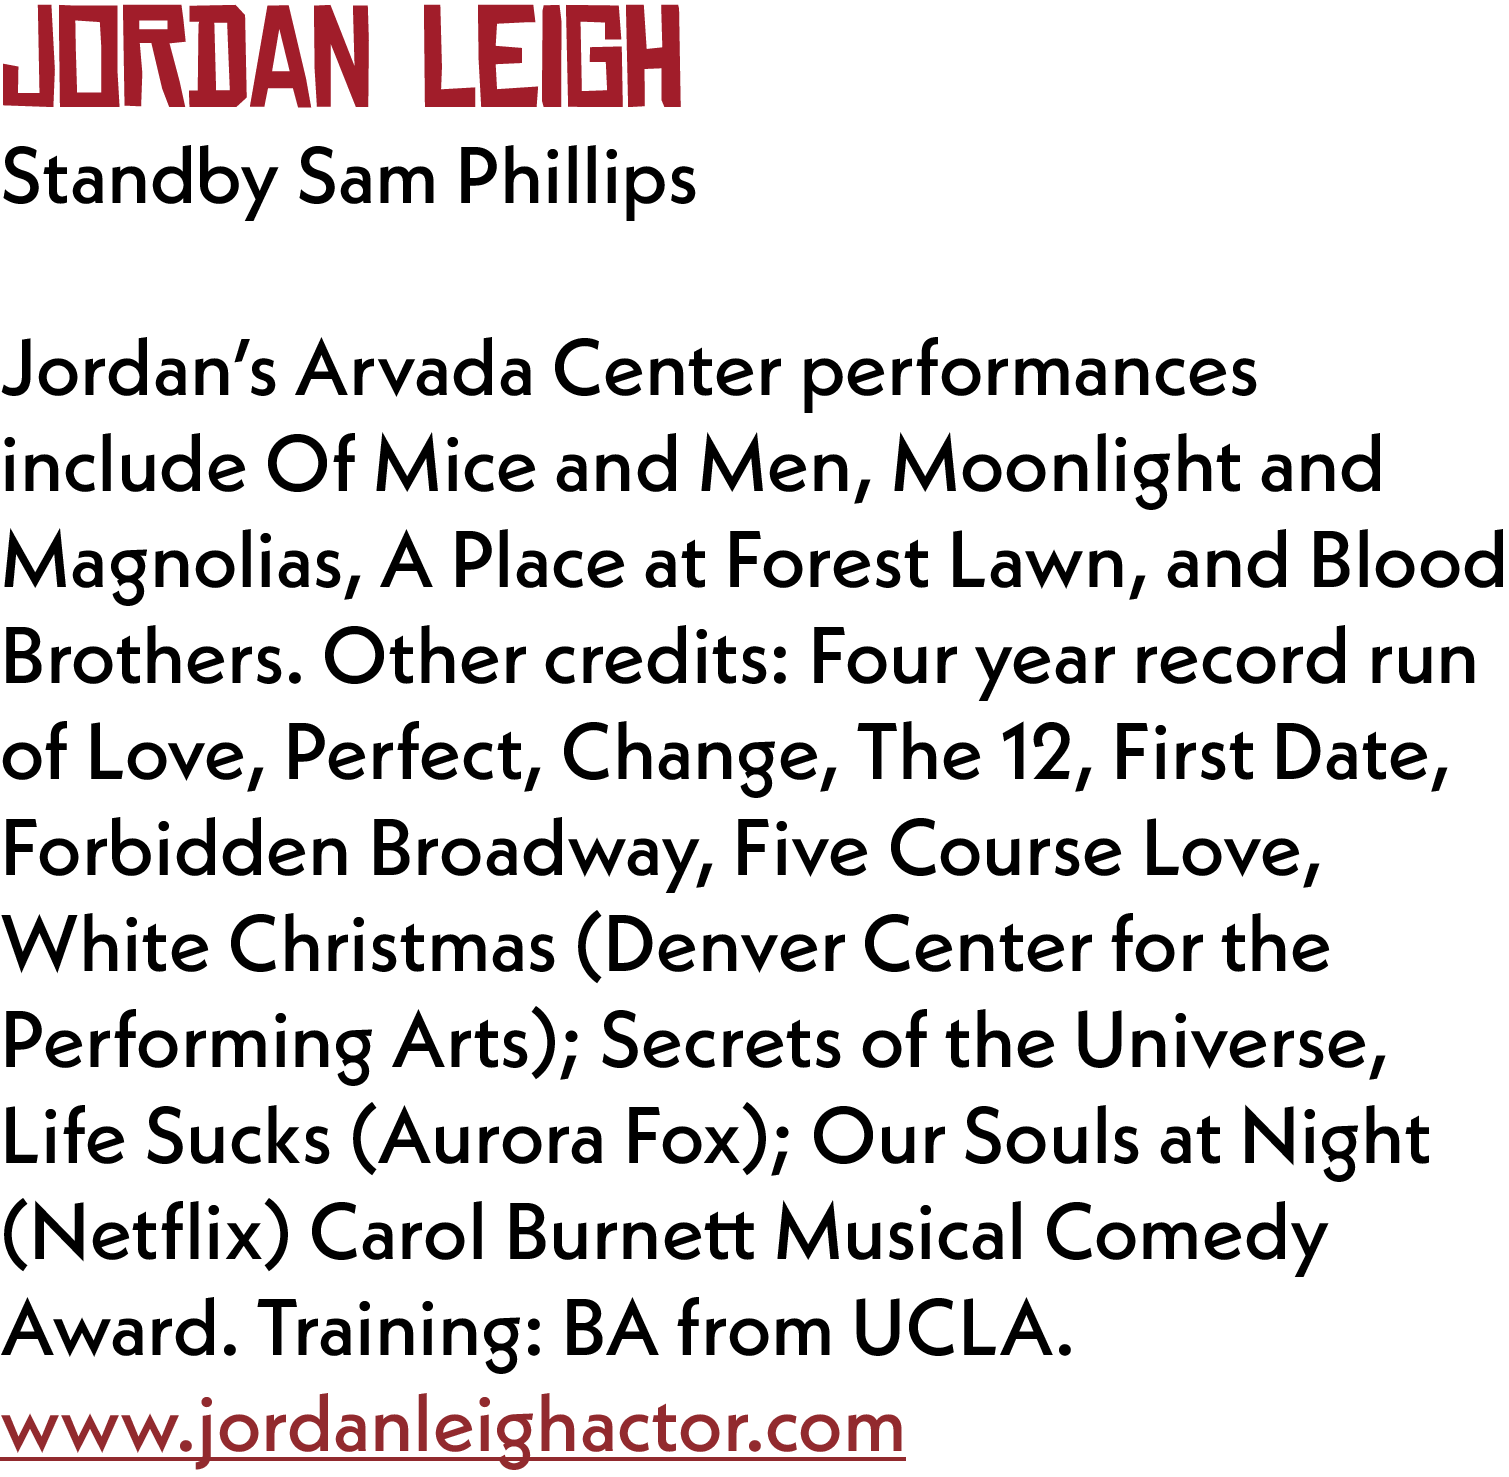 JORDAN LEIGH
Standby Sam Phillips
Jordan’s Arvada Center performances
include Of Mice and Men, Moonlight and
Magnolias, A Place at Forest Lawn, and Blood
Brothers. Other credits: Four year record run
of Love, Perfect, Change, The 12, First Date,
Forbidden Broadway, Five Course Love,
White Christmas (Denver Center for the
Performing Arts); Secrets of the Universe,
Life Sucks (Aurora Fox); Our Souls at Night
(Netflix) Carol Burnett Musical Comedy
Award. Training: BA from UCLA.
www.jordanleighactor.com